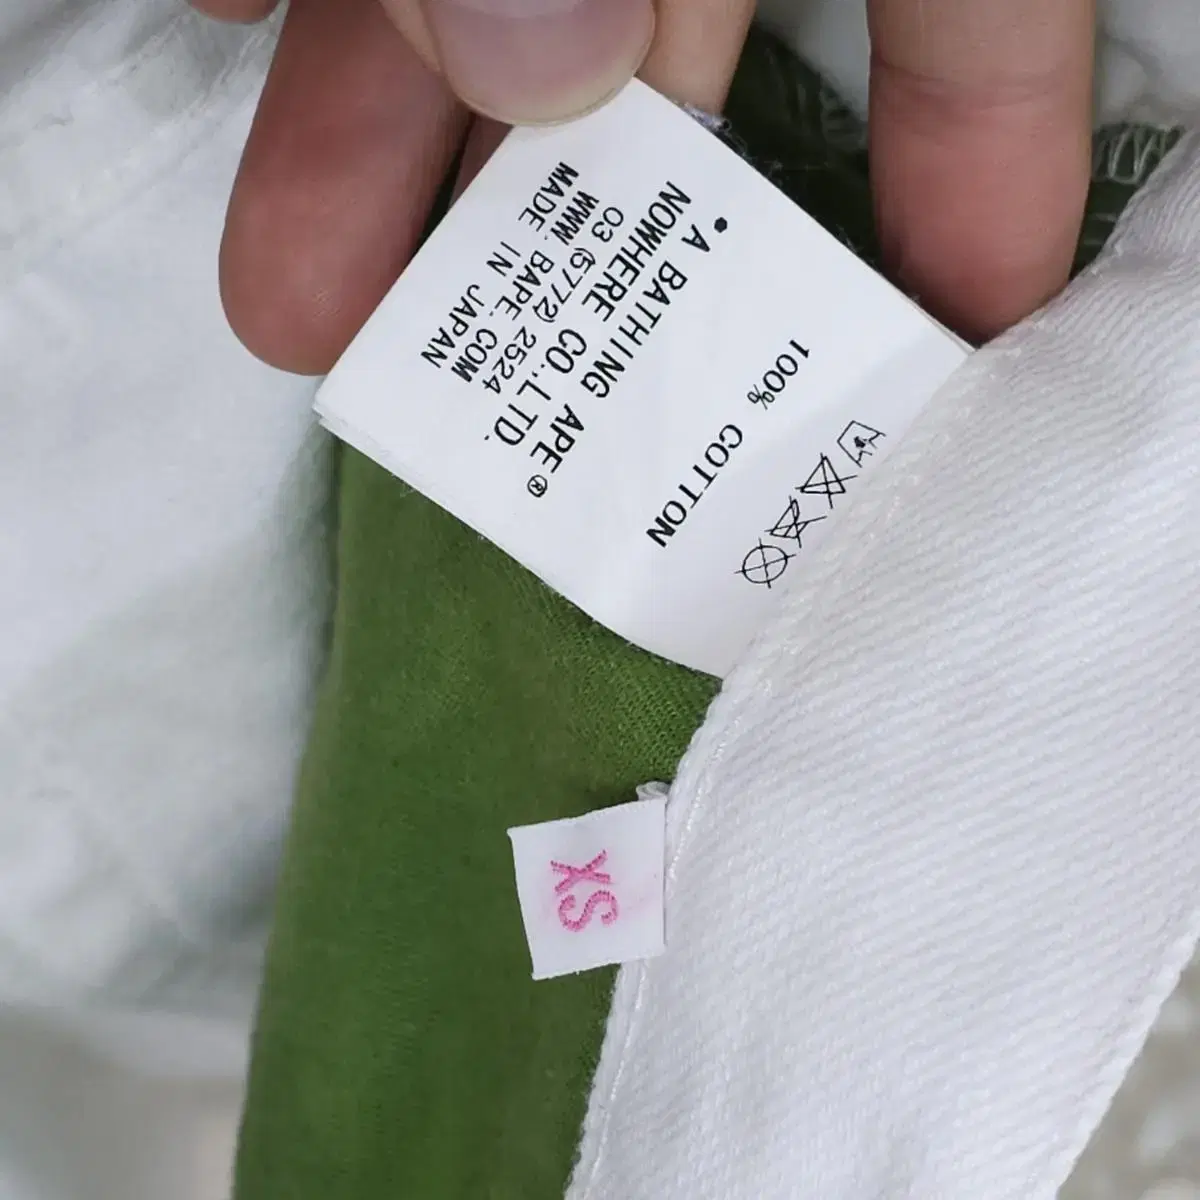 100% COTTON
• A BATHING APE®
NOWHERE CO.,LTD.
03 (5772) 2524
WWW. BAPE. COM
MADE IN JAPAN
XS